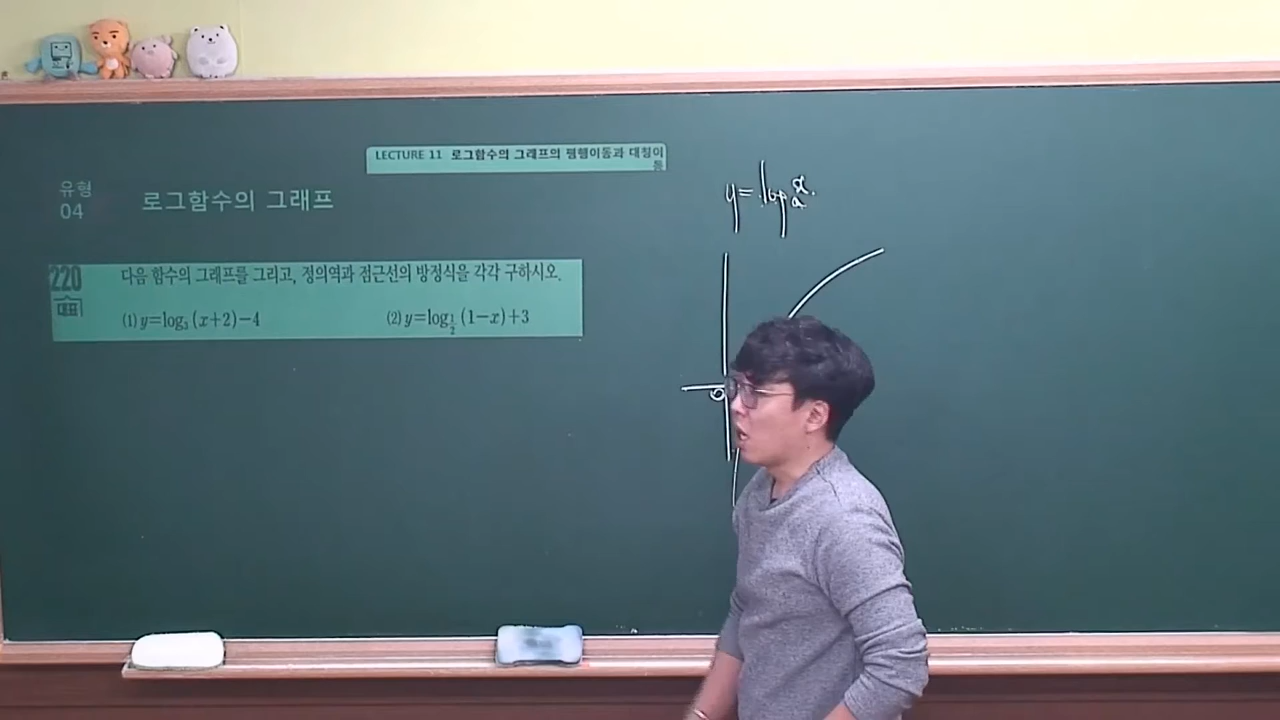 LECTURE 11 로그함수의 그래프의 평행이동과 대칭이
동
유형
04
로그함수의 그래프
220
대표
다음 함수의 그래프를 그리고, 정의역과 점근선의 방정식을 각각 구하시오.
(1) y=log₃(x+2)−4
(2) y=log_{1/2}(1−x)+3
y=logₐx.
0